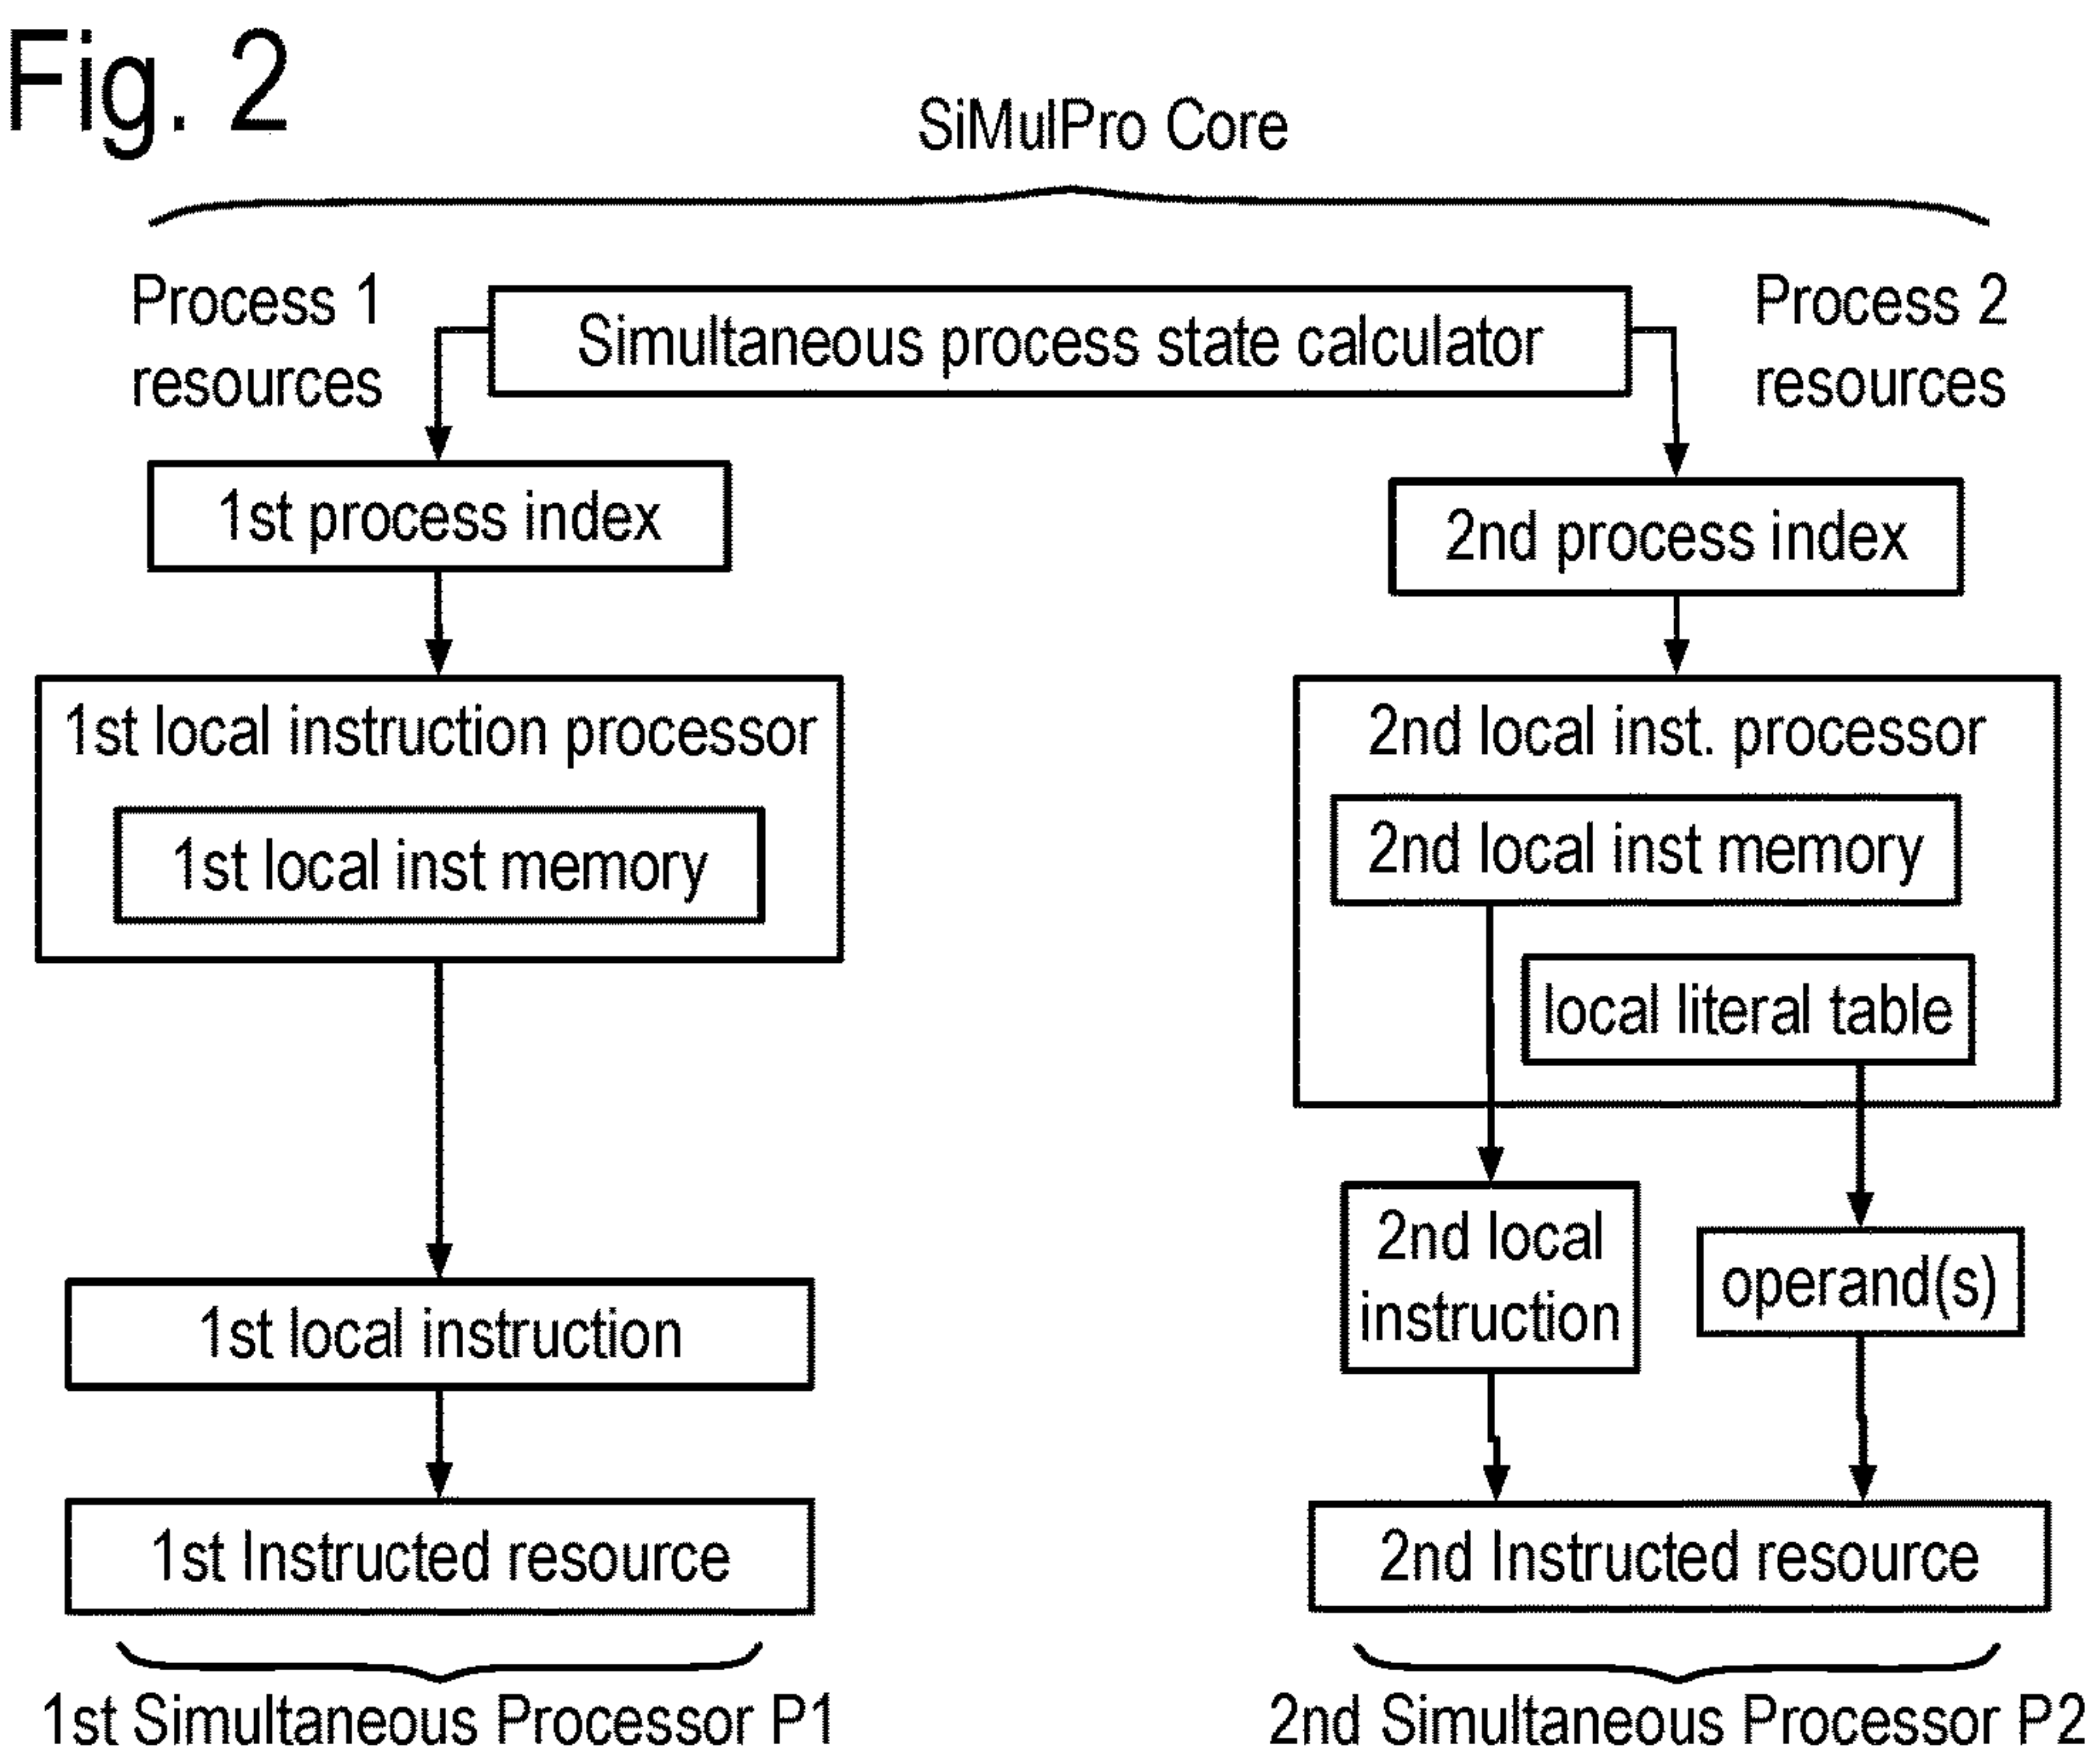 Fig. 2
SiMulPro Core
Process 1
resources
Simultaneous process state calculator
Process 2
resources
1st process index
2nd process index
1st local instruction processor
1st local inst memory
2nd local inst. processor
2nd local inst memory
local literal table
2nd local
instruction
operand(s)
1st local instruction
1st Instructed resource
2nd Instructed resource
1st Simultaneous Processor P1
2nd Simultaneous Processor P2